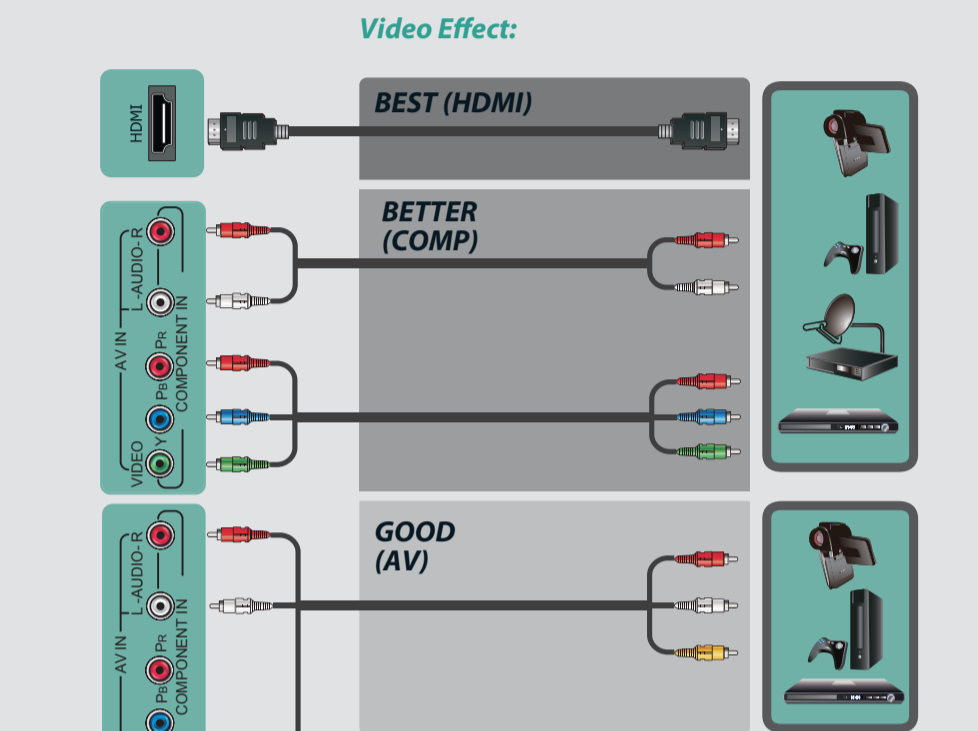 Video Effect:
HDMI
BEST (HDMI)
AV IN
L -AUDIO- R
VIDEO Y PB PR
COMPONENT IN
BETTER
(COMP)
AV IN
L -AUDIO- R
PB PR
COMPONENT IN
GOOD
(AV)